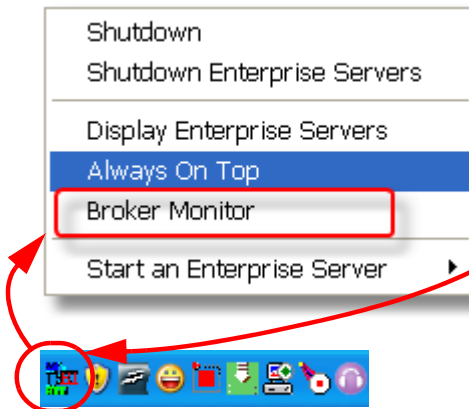 Shutdown
Shutdown Enterprise Servers
Display Enterprise Servers
Always On Top
Broker Monitor
Start an Enterprise Server